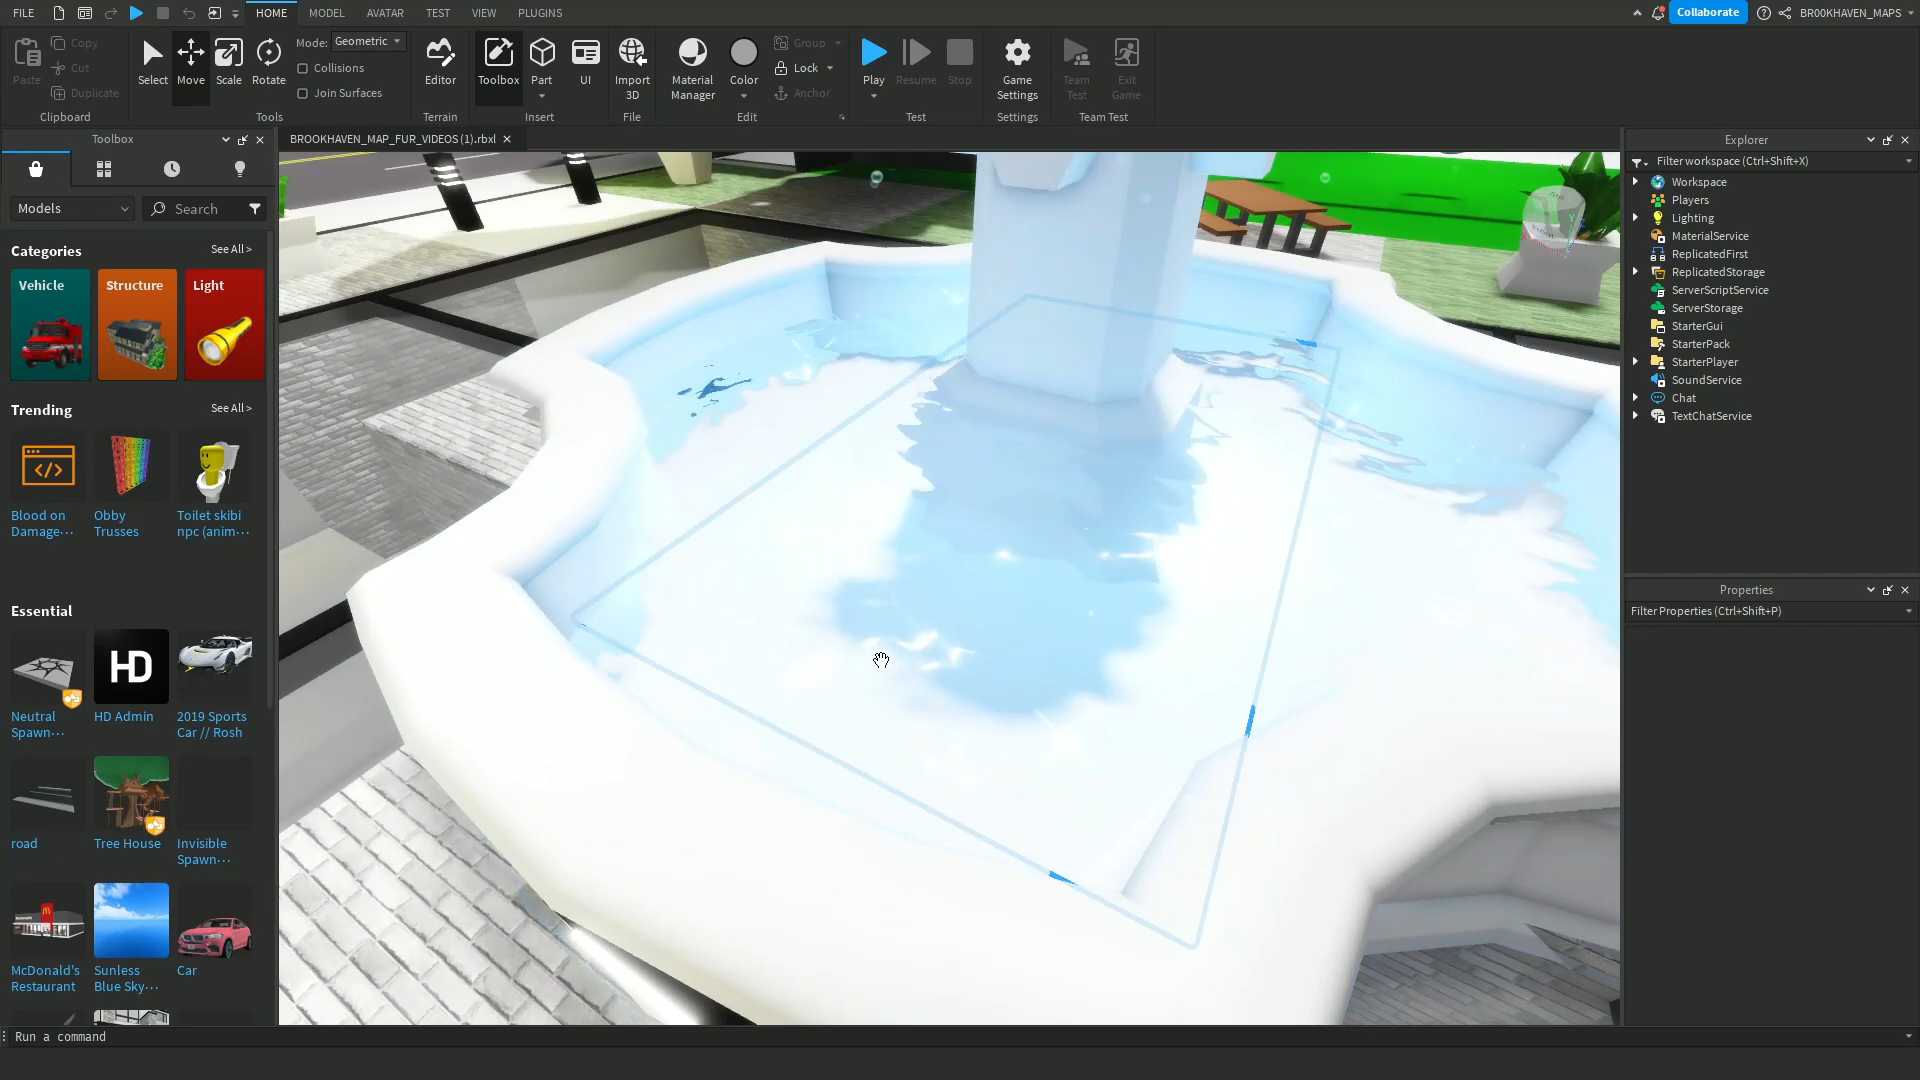 FILE
HOME
MODEL
AVATAR
TEST
VIEW
PLUGINS
Collaborate
BR00KHAVEN_MAPS
Paste
Copy
Cut
Duplicate
Clipboard
Select
Move
Scale
Rotate
Mode: Geometric
Collisions
Join Surfaces
Tools
Editor
Terrain
Toolbox
Part
UI
Insert
Import
3D
File
Material
Manager
Color
Group
Lock
Anchor
Edit
Play
Resume
Stop
Test
Game
Settings
Settings
Team
Test
Exit
Game
Team Test
Toolbox
BROOKHAVEN_MAP_FUR_VIDEOS (1).rbxl
Models
Search
Categories
See All >
Vehicle
Structure
Light
Trending
See All >
Blood on
Damage...
Obby
Trusses
Toilet skibi
npc (anim...
Essential
Neutral
Spawn...
HD
HD Admin
2019 Sports
Car // Rosh
road
Tree House
Invisible
Spawn...
McDonald's
Restaurant
Sunless
Blue Sky...
Car
Run a command
Explorer
Filter workspace (Ctrl+Shift+X)
Workspace
Players
Lighting
MaterialService
ReplicatedFirst
ReplicatedStorage
ServerScriptService
ServerStorage
StarterGui
StarterPack
StarterPlayer
SoundService
Chat
TextChatService
Properties
Filter Properties (Ctrl+Shift+P)